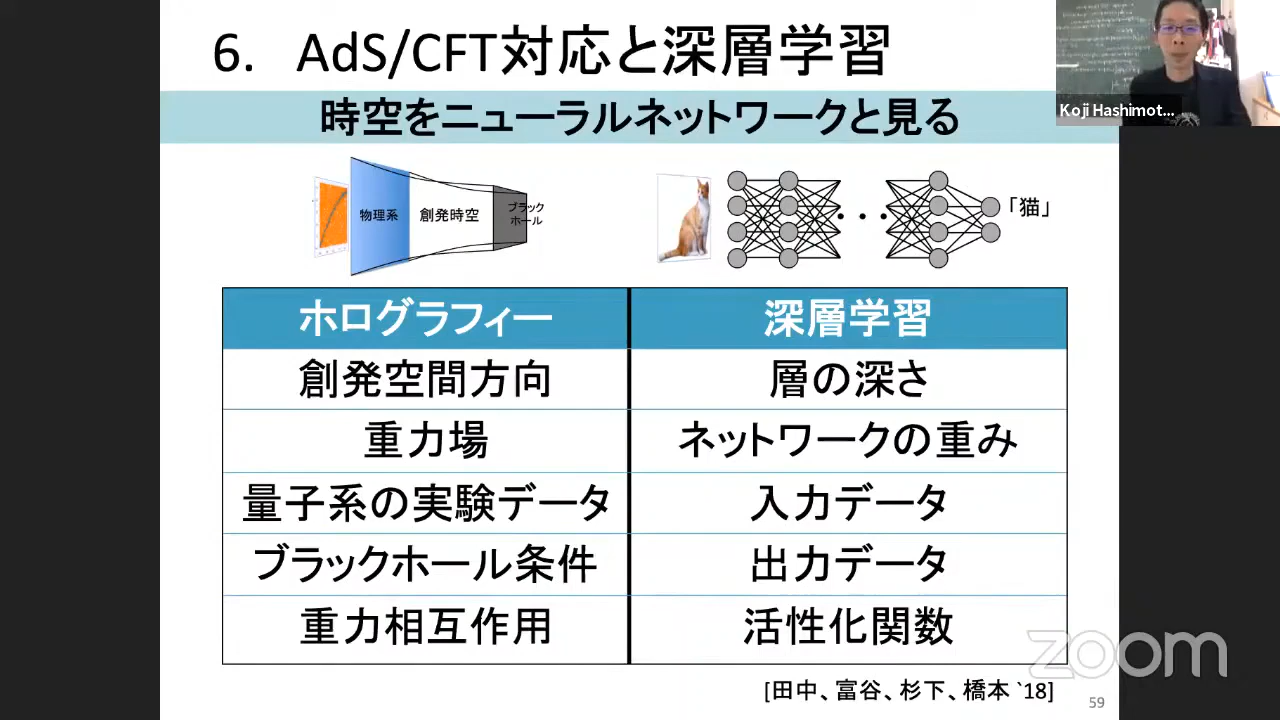 6. AdS/CFT対応と深層学習
時空をニューラルネットワークと見る
Koji Hashimot...
物理系
創発時空
ブラック
ホール
「猫」
ホログラフィー 深層学習
創発空間方向 層の深さ
重力場 ネットワークの重み
量子系の実験データ 入力データ
ブラックホール条件 出力データ
重力相互作用 活性化関数
zoom
[田中、富谷、杉下、橋本 `18]
59